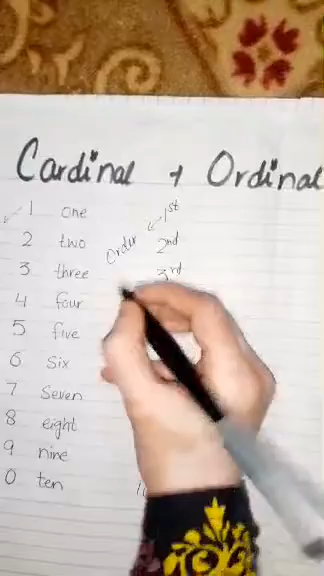 Cardinal + Ordinal
1 one 1st
2 two Order 2nd
3 three 3rd
4 four
5 five
6 Six
7 Seven
8 eight
9 nine
0 ten